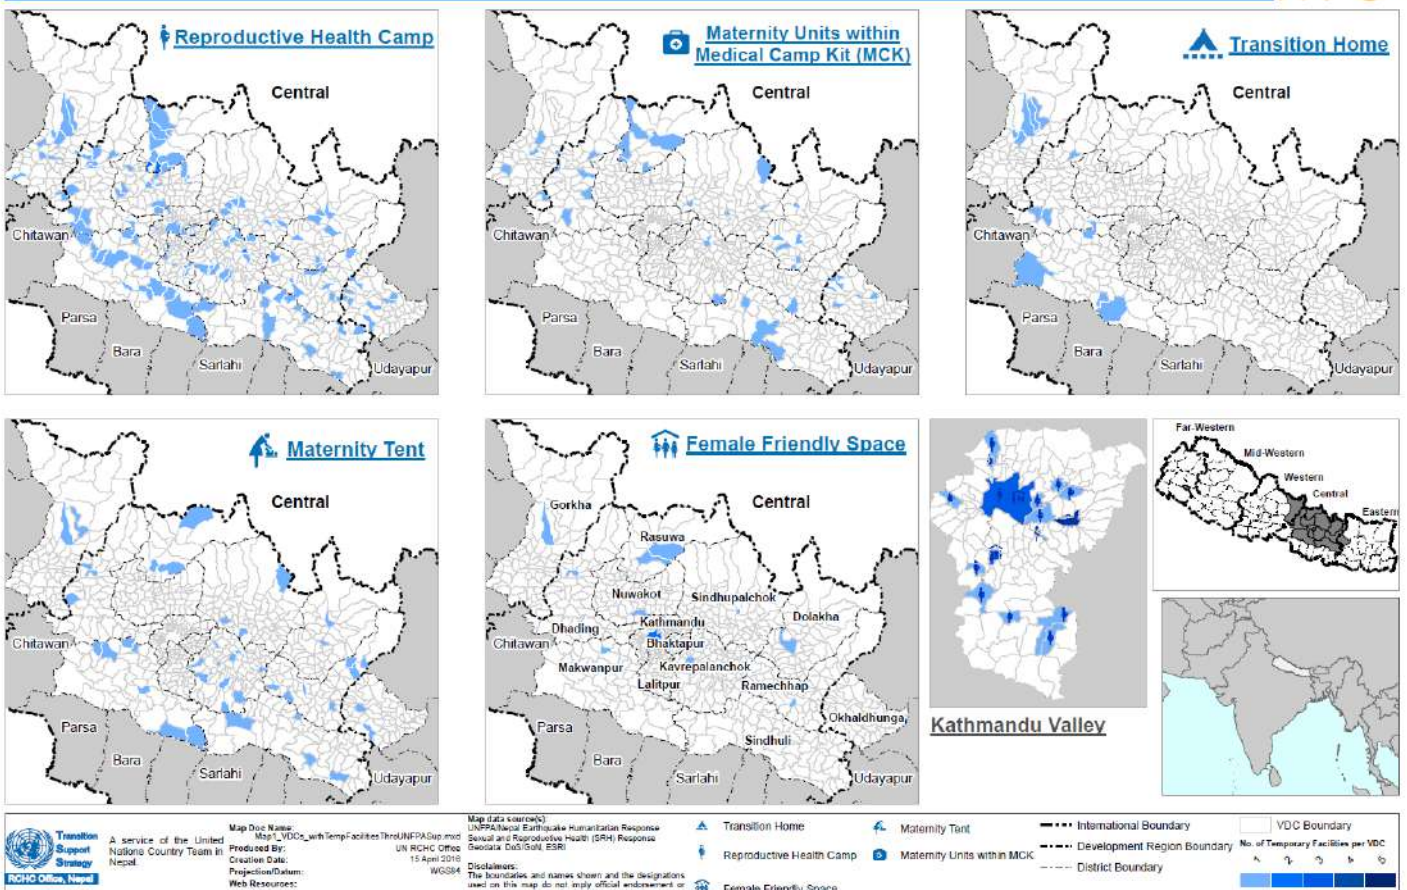 Reproductive Health Camp
Central
Chitawan
Parsa
Bara
Sarlahi
Udayapur
Maternity Units within
Medical Camp Kit (MCK)
Central
Chitawan
Parsa
Bara
Sarlahi
Udayapur
Transition Home
Central
Chitawan
Parsa
Bara
Sarlahi
Udayapur
Maternity Tent
Central
Chitawan
Parsa
Bara
Sarlahi
Udayapur
Female Friendly Space
Central
Gorkha
Rasuwa
Nuwakot
Sindhupalchok
Dolakha
Dhading
Kathmandu
Chitawan
Bhaktapur
Makwanpur
Kavrepalanchok
Lalitpur
Ramechhap
Okhaldhunga
Parsa
Sindhuli
Bara
Sarlahi
Udayapur
Kathmandu Valley
Far-Western
Mid-Western
Western
Central
Eastern
Transition
Support
Strategy
RCHC Office, Nepal
A service of the United
Nations Country Team in
Nepal.
Map Doc Name:
Map1_VDCs_withTempFacilitiesThroUNFPASup.mxd
Produced By: UN RCHC Office
Creation Date: 15 April 2016
Projection/Datum: WGS84
Web Resources:
Map data source(s):
UNFPA/Nepal Earthquake Humanitarian Response
Sexual and Reproductive Health (SRH) Response
Geodata: DoS/GoN, ESRI
Disclaimers:
The boundaries and names shown and the designations
used on this map do not imply official endorsement or
Transition Home
Reproductive Health Camp
Female Friendly Space
Maternity Tent
Maternity Units within MCK
International Boundary
Development Region Boundary
District Boundary
VDC Boundary
No. of Temporary Facilities per VDC
1 2 3 4 5